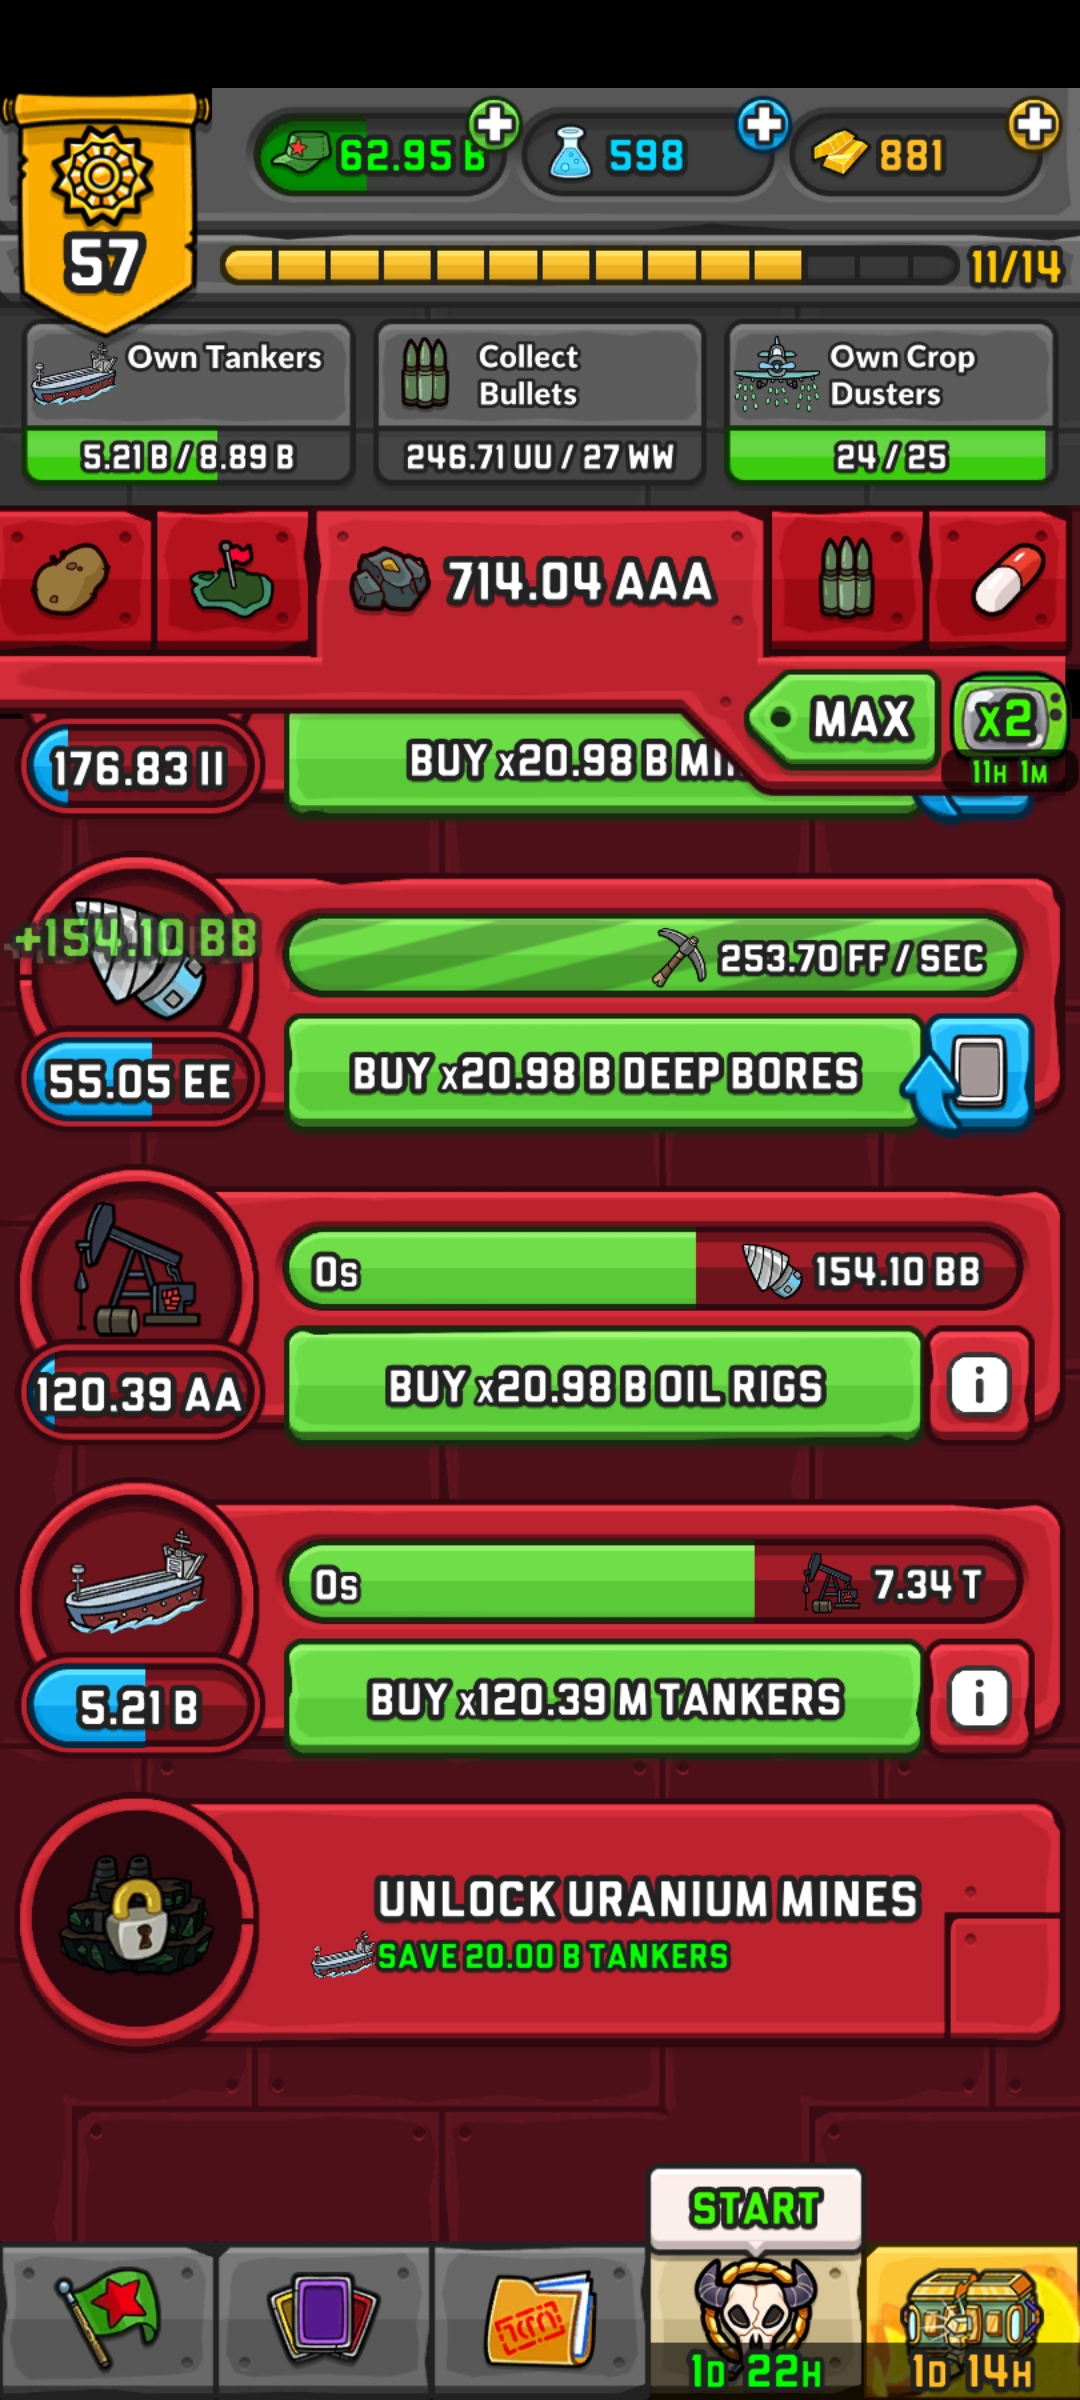 62.95 B
598
881
57
11/14
Own Tankers
5.21 B / 8.89 B
Collect
Bullets
246.71 UU / 27 WW
Own Crop
Dusters
24 / 25
714.04 AAA
MAX
x2
11H 1M
176.83 II
BUY x20.98 B
+154.10 BB
253.70 FF / SEC
55.05 EE
BUY x20.98 B DEEP BORES
0s
154.10 BB
120.39 AA
BUY x20.98 B OIL RIGS
i
0s
7.34 T
5.21 B
BUY x120.39 M TANKERS
i
UNLOCK URANIUM MINES
SAVE 20.00 B TANKERS
START
1D 22H
1D 14H